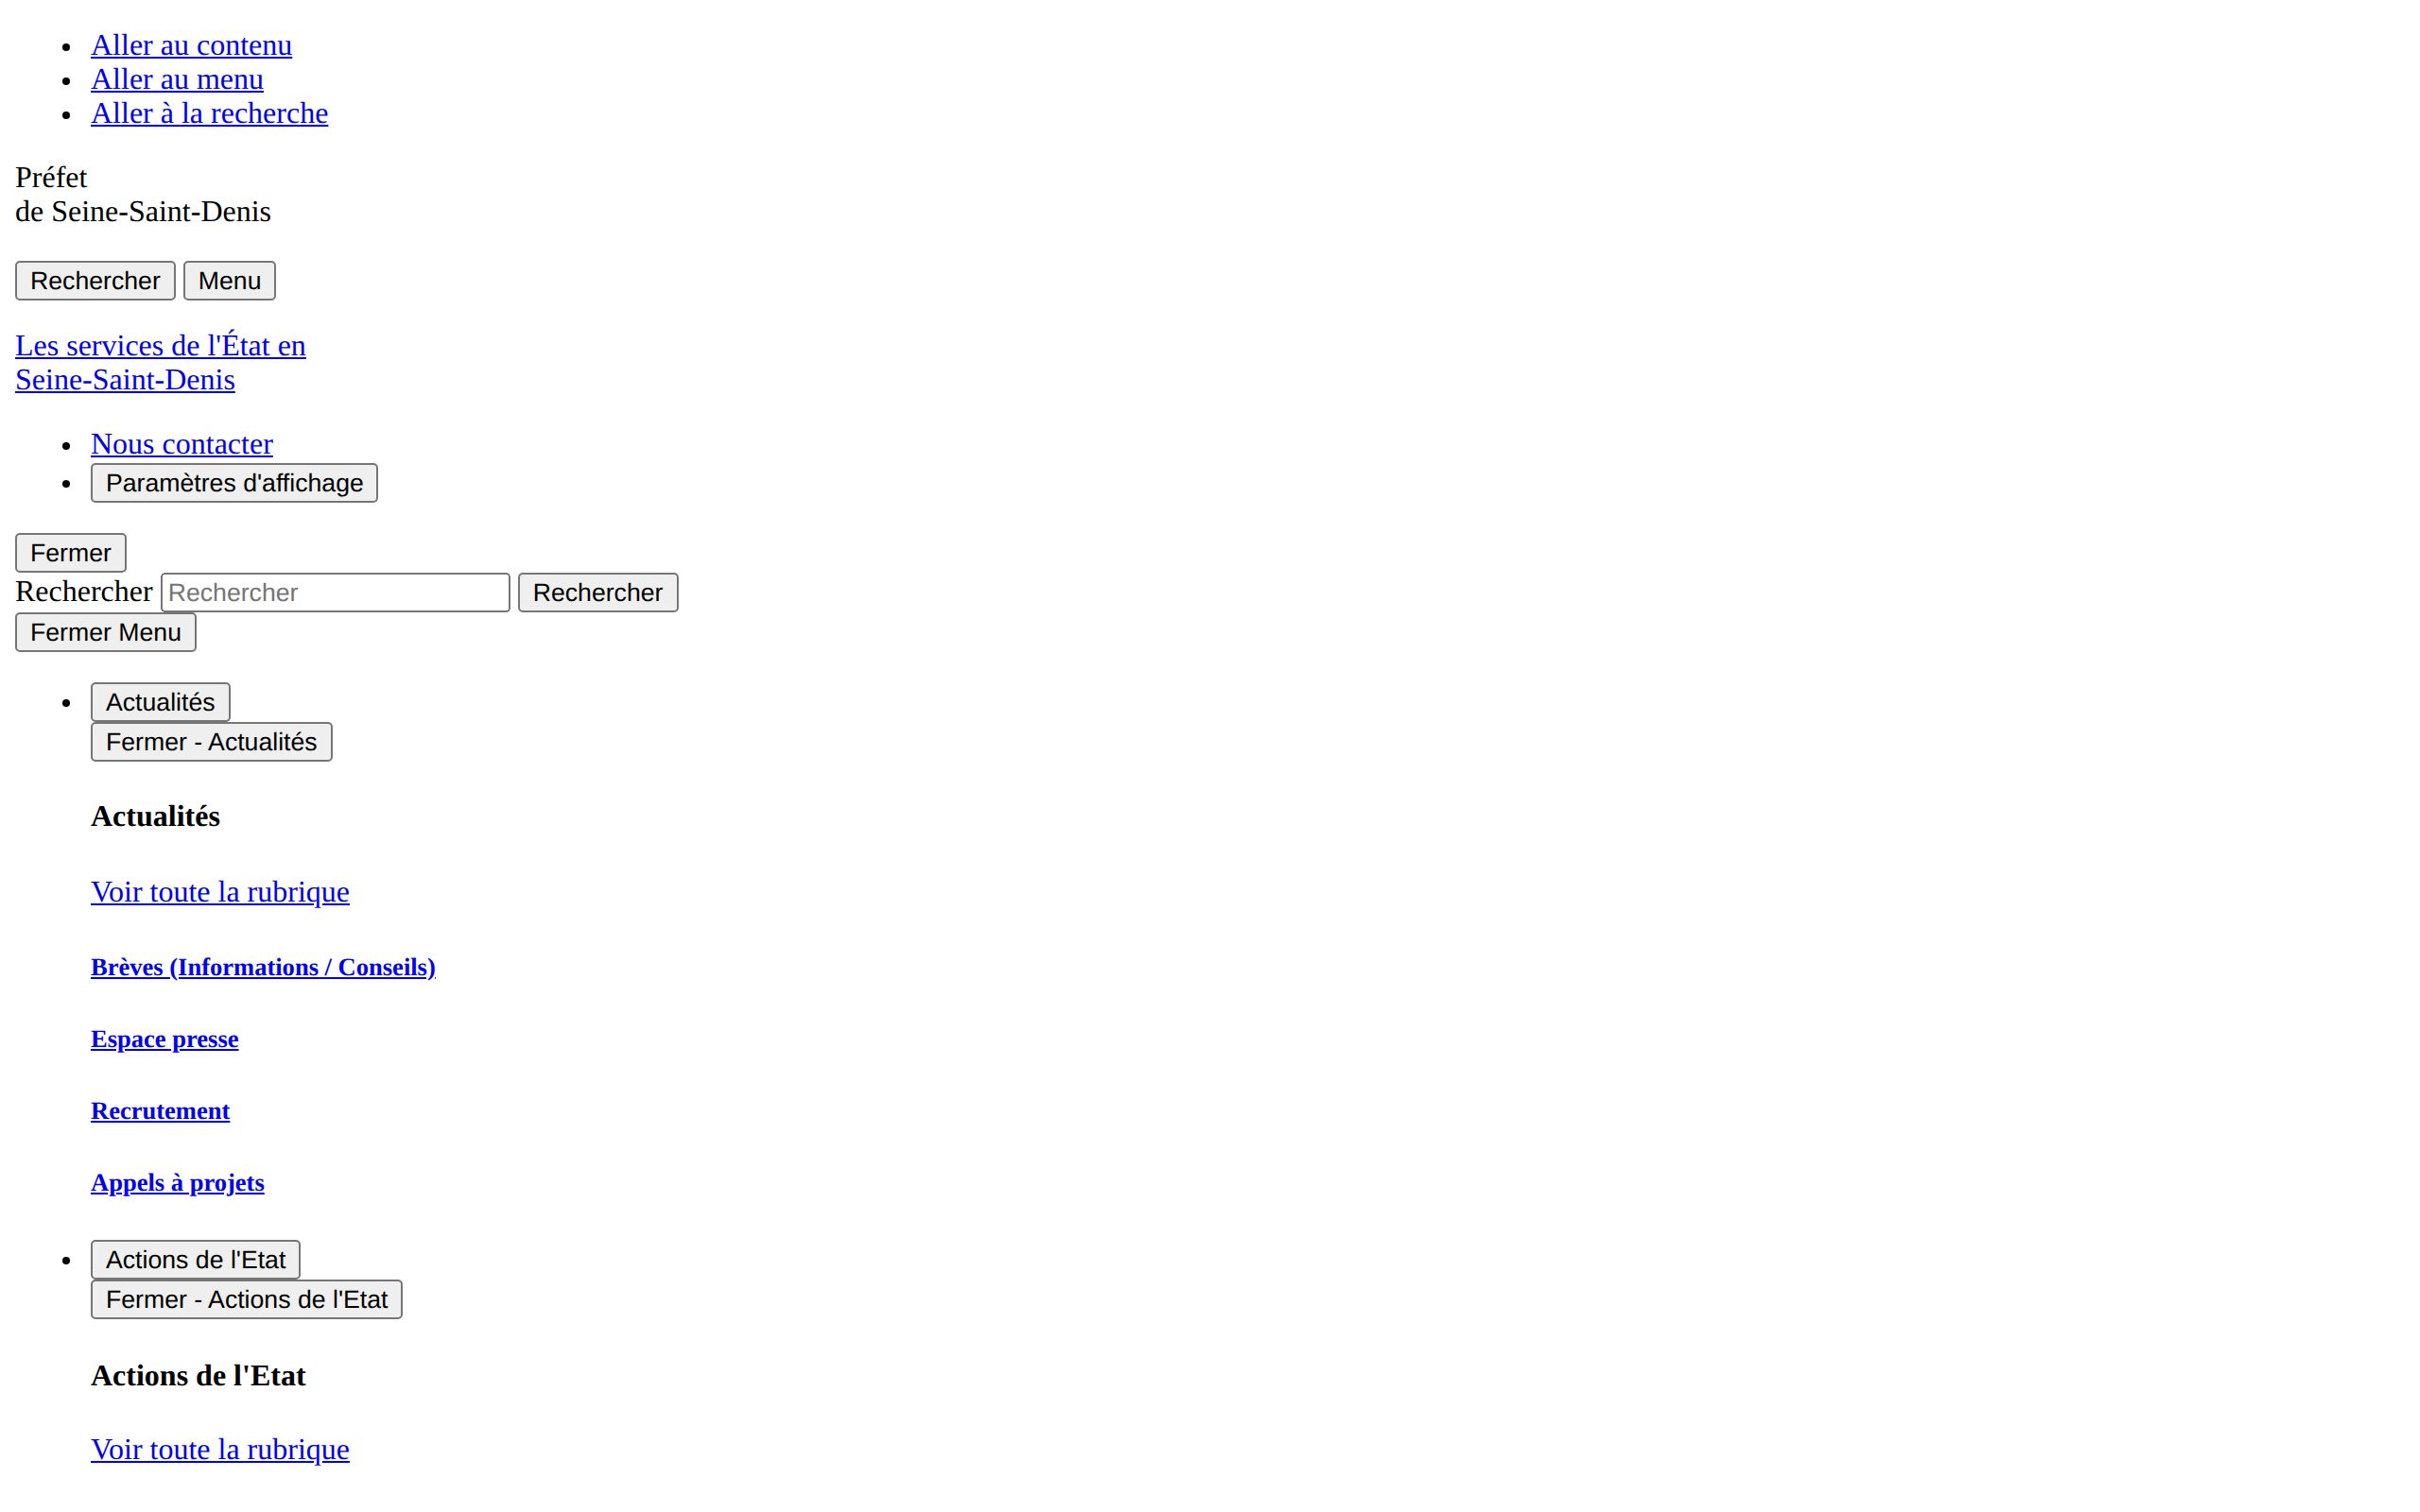 Aller au contenu
Aller au menu
Aller à la recherche
Préfet
de Seine-Saint-Denis
Rechercher Menu
Les services de l'État en
Seine-Saint-Denis
Nous contacter
Paramètres d'affichage
Fermer
Rechercher Rechercher Rechercher
Fermer Menu
Actualités
Fermer - Actualités
Actualités
Voir toute la rubrique
Brèves (Informations / Conseils)
Espace presse
Recrutement
Appels à projets
Actions de l'Etat
Fermer - Actions de l'Etat
Actions de l'Etat
Voir toute la rubrique